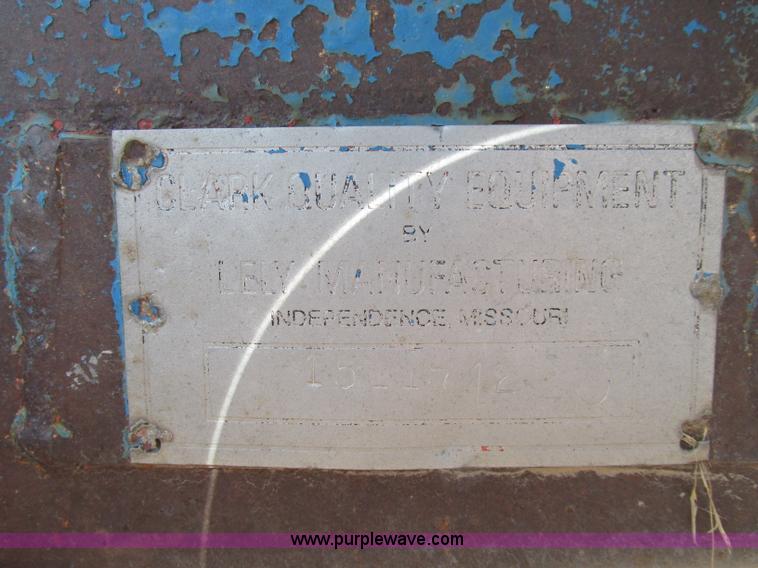 CLARK QUALITY EQUIPMENT
BY
LELY MANUFACTURING
INDEPENDENCE, MISSOURI
www.purplewave.com